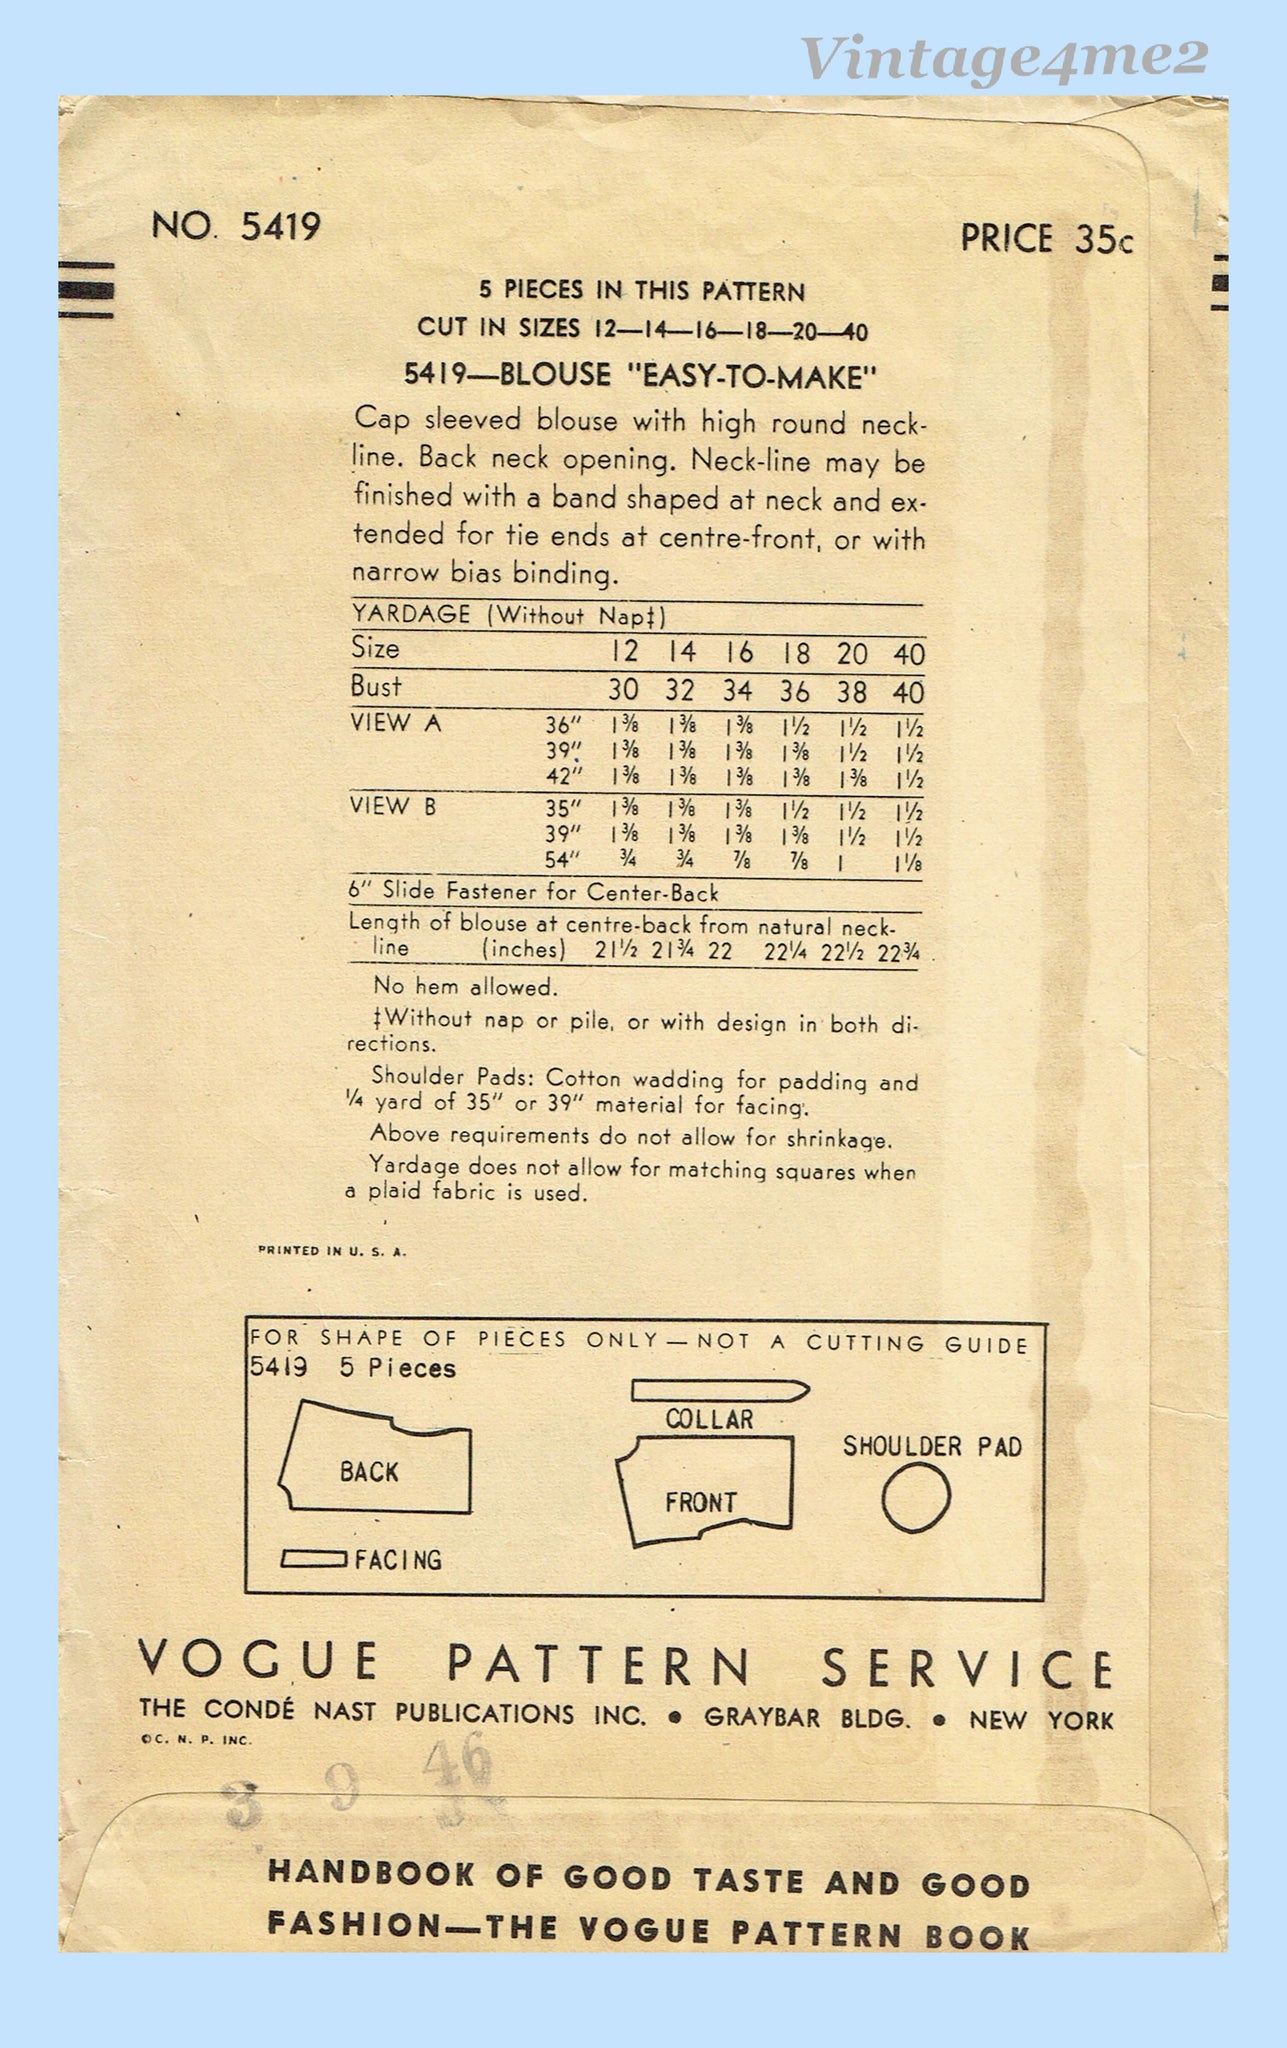 Vintage4me2
NO. 5419
PRICE 35c
5 PIECES IN THIS PATTERN
CUT IN SIZES 12—14—16—18—20—40
5419—BLOUSE "EASY-TO-MAKE"
Cap sleeved blouse with high round neck-
line. Back neck opening. Neck-line may be
finished with a band shaped at neck and ex-
tended for tie ends at centre-front, or with
narrow bias binding.
YARDAGE (Without Nap‡)
Size 12 14 16 18 20 40
Bust 30 32 34 36 38 40
VIEW A 36" 1⅜ 1⅜ 1⅜ 1½ 1½ 1½
39" 1⅜ 1⅜ 1⅜ 1⅜ 1½ 1½
42" 1⅜ 1⅜ 1⅜ 1⅜ 1⅜ 1½
VIEW B 35" 1⅜ 1⅜ 1⅜ 1½ 1½ 1½
39" 1⅜ 1⅜ 1⅜ 1⅜ 1½ 1½
54" ¾ ¾ ⅞ ⅞ 1 1⅛
6" Slide Fastener for Center-Back
Length of blouse at centre-back from natural neck-
line (inches) 21½ 21¾ 22 22¼ 22½ 22¾
No hem allowed.
‡Without nap or pile, or with design in both di-
rections.
Shoulder Pads: Cotton wadding for padding and
¼ yard of 35" or 39" material for facing.
Above requirements do not allow for shrinkage.
Yardage does not allow for matching squares when
a plaid fabric is used.
PRINTED IN U. S. A.
FOR SHAPE OF PIECES ONLY—NOT A CUTTING GUIDE
5419 5 Pieces
COLLAR
SHOULDER PAD
BACK
FRONT
FACING
VOGUE PATTERN SERVICE
THE CONDÉ NAST PUBLICATIONS INC. • GRAYBAR BLDG. • NEW YORK
©C. N. P. INC.
3 9 46
HANDBOOK OF GOOD TASTE AND GOOD
FASHION—THE VOGUE PATTERN BOOK